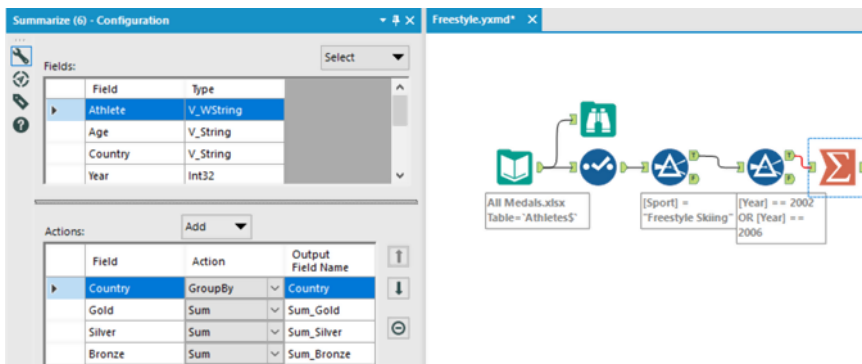 Summarize (6) - Configuration
Freestyle.yxmd*
Select
Fields:
Field Type
Athlete V_WString
Age V_String
Country V_String
Year Int32
Add
Actions:
Field Action Output Field Name
Country GroupBy Country
Gold Sum Sum_Gold
Silver Sum Sum_Silver
Bronze Sum Sum_Bronze
All Medals.xlsx
Table=`Athletes$`
[Sport] =
"Freestyle Skiing"
[Year] == 2002
OR [Year] ==
2006
T
F
T
F